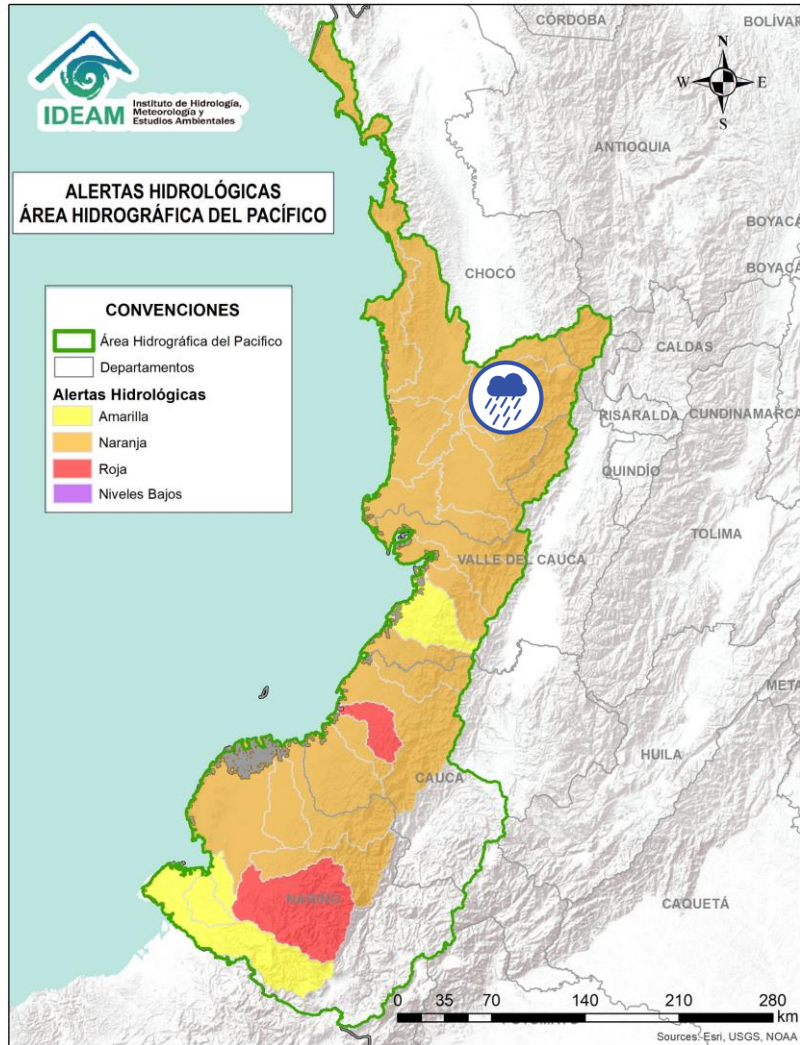 IDEAM
Instituto de Hidrología,
Meteorología y
Estudios Ambientales
CÓRDOBA
BOLÍVAR
N
W
E
S
ANTIOQUIA
ALERTAS HIDROLÓGICAS
ÁREA HIDROGRÁFICA DEL PACÍFICO
BOYACÁ
BOYACÁ
CHOCÓ
CONVENCIONES
Área Hidrográfica del Pacifico
Departamentos
Alertas Hidrológicas
Amarilla
Naranja
Roja
Niveles Bajos
CALDAS
RISARALDA
CUNDINAMARCA
QUINDÍO
TOLIMA
VALLE DEL CAUCA
META
HUILA
CAUCA
NARIÑO
CAQUETÁ
0 35 70 140 210 280
km
Sources: Esri, USGS, NOAA